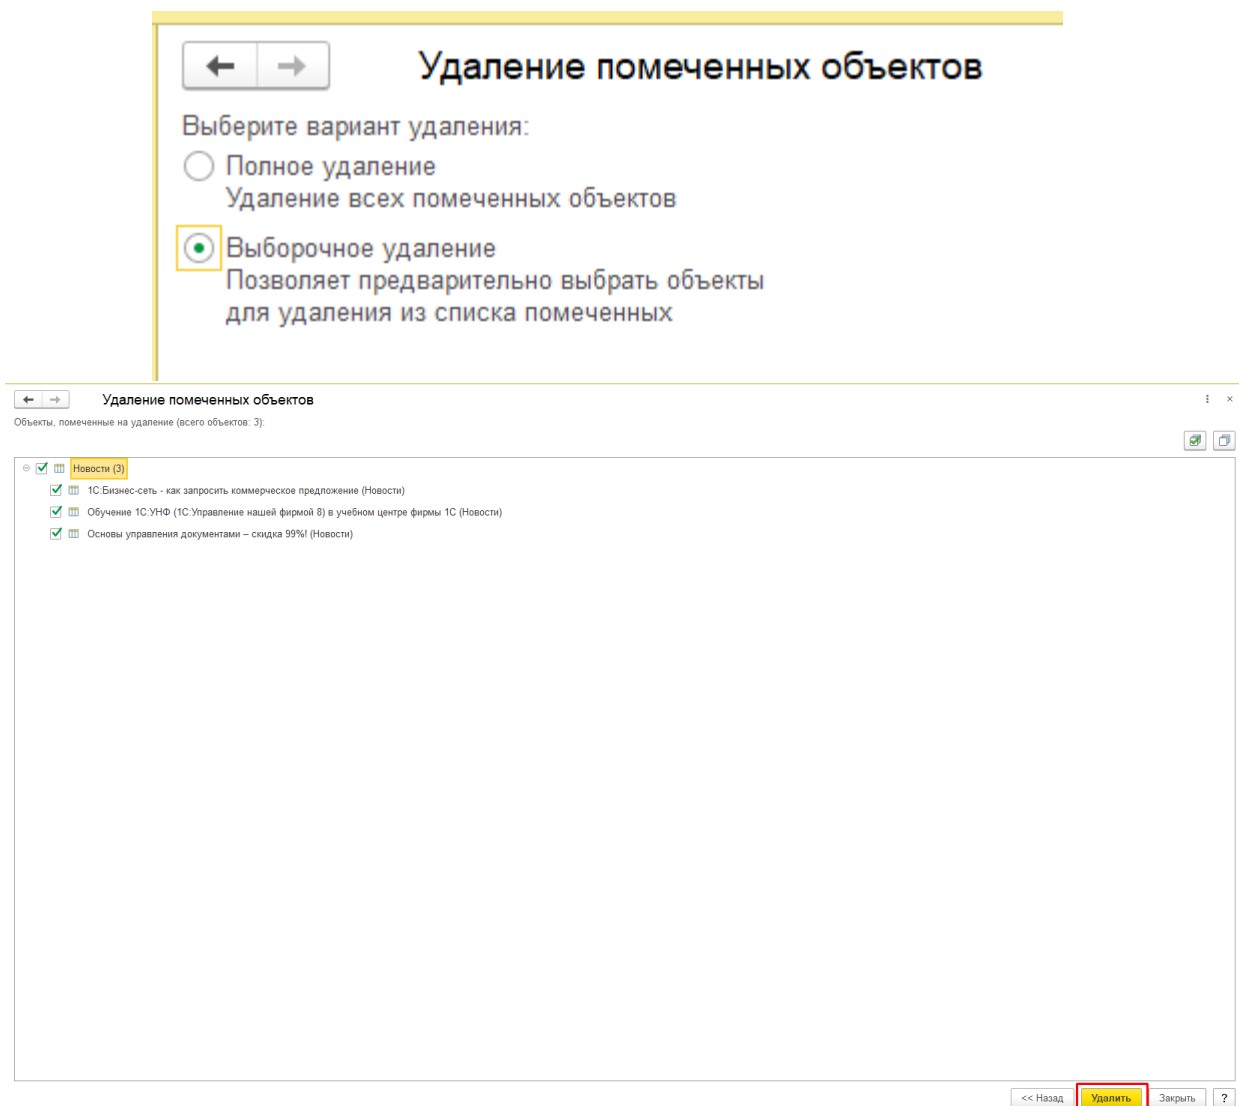 Удаление помеченных объектов
Выберите вариант удаления:
Полное удаление
Удаление всех помеченных объектов
Выборочное удаление
Позволяет предварительно выбрать объекты
для удаления из списка помеченных
Удаление помеченных объектов
Объекты, помеченные на удаление (всего объектов: 3):
Новости (3)
1С:Бизнес-сеть - как запросить коммерческое предложение (Новости)
Обучение 1С:УНФ (1С:Управление нашей фирмой 8) в учебном центре фирмы 1С (Новости)
Основы управления документами – скидка 99%! (Новости)
<< Назад Удалить Закрыть ?